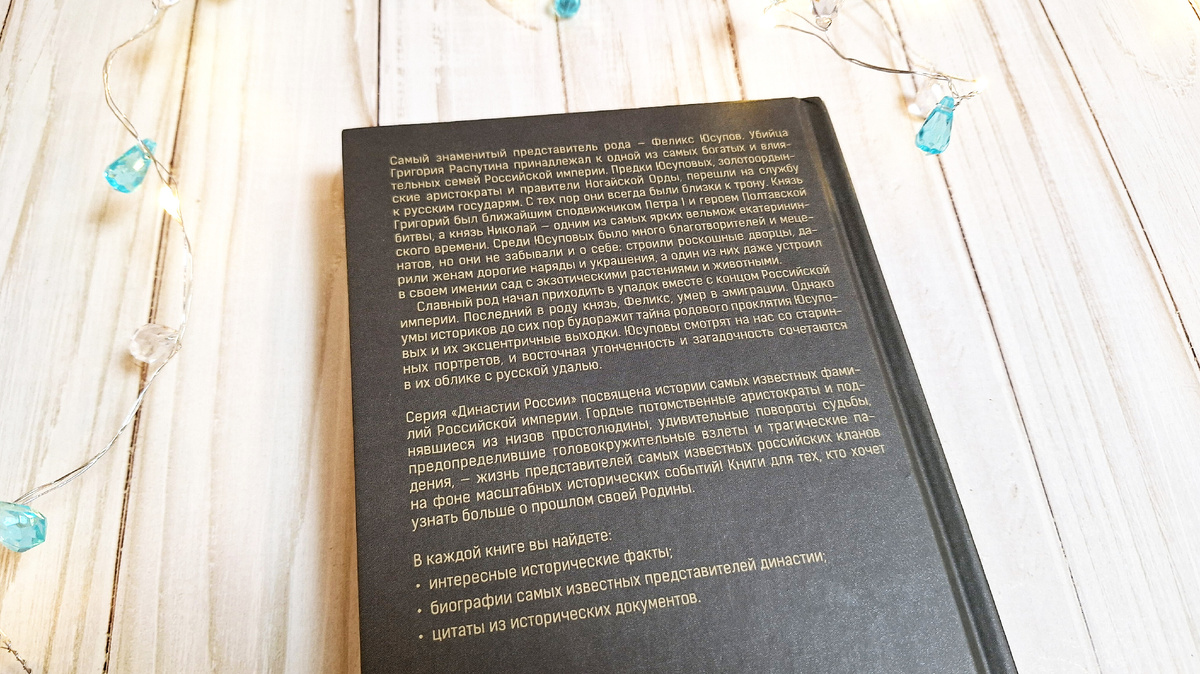 Самый знаменитый представитель рода – Феликс Юсупов. Убийца
Григория Распутина принадлежал к одной из самых богатых и влия-
тельных семей Российской империи. Предки Юсуповых, золотоордын-
ские аристократы и правители Ногайской Орды, перешли на службу
к русским государям. С тех пор они всегда были близки к трону. Князь
Григорий был ближайшим сподвижником Петра I и героем Полтавской
битвы, а князь Николай – одним из самых ярких вельмож екатеринин-
ского времени. Среди Юсуповых было много благотворителей и меце-
натов, но они не забывали и о себе: строили роскошные дворцы, да-
рили женам дорогие наряды и украшения, а один из них даже устроил
в своем имении сад с экзотическими растениями и животными.
Славный род начал приходить в упадок вместе с концом Российской
империи. Последний в роду князь, Феликс, умер в эмиграции. Однако
умы историков до сих пор будоражит тайна родового проклятия Юсупо-
вых и их эксцентричные выходки. Юсуповы смотрят на нас со старин-
ных портретов, и восточная утонченность и загадочность сочетаются
в их облике с русской удалью.
Серия «Династии России» посвящена истории самых известных фами-
лий Российской империи. Гордые потомственные аристократы и под-
нявшиеся из низов простолюдины, удивительные повороты судьбы,
предопределившие головокружительные взлеты и трагические па-
дения, – жизнь представителей самых известных российских кланов
на фоне масштабных исторических событий! Книги для тех, кто хочет
узнать больше о прошлом своей Родины.
В каждой книге вы найдете:
• интересные исторические факты;
• биографии самых известных представителей династии;
• цитаты из исторических документов.